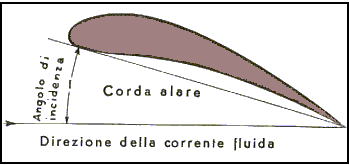 Angolo di
incidenza
Corda alare
Direzione della corrente fluida